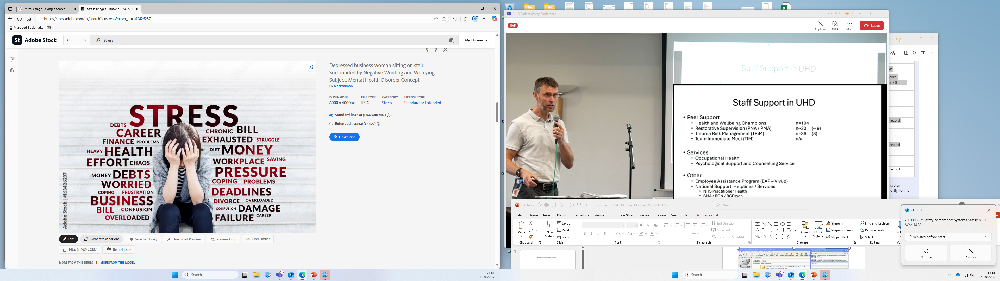 stres simage - Google Search
Stress Images – Browse 4,700,537
https://stock.adobe.com/uk/search?k=stress&asset_id=163426237
Managed Bookmarks
St Adobe Stock
All
stress
My Libraries
Depressed business woman sitting on stair.
Surrounded by Negative Wording and Worrying
Subject. Mental Health Disorder Concept
By blacksalmon
DIMENSIONS FILE TYPE CATEGORY LICENSE TYPE
6000 x 4000px JPEG Stress Standard or Extended
Standard license (Free with trial)
Extended license (£47.99)
Download
STRESS
DEBTS
CAREER
CHRONIC BILL
FINANCE PROBLEMS
EXHAUSTED STRUGGLE
HEAVY HEALTH
DIET MONEY
EFFORT CHAOS
WORKPLACE SAVING
MONEY DEBTS
PRESSURE
WORRIED
COPING PROBLEMS
COPING FRUSTRATION
DEADLINES
BUSINESS
DIVORCE OVERLOADED
BILL CONFUSION
CONFUSION DAMAGE
OVERLOADED
FAILURE CAREER
Adobe Stock | #163426237
Edit
Generate variations
Save to Library
Download Preview
Preview Crop
Find Similar
FILE #: 163426237
Report Issue
MORE FROM THIS SERIES | MORE FROM THIS MODEL
Search
14:15
24/09/2025
UHD Patient Safety Conference
NHS HD
LIVE
Captions
Q&A
More
Leave
Staff Support in UHD
Staff Support in UHD
• Peer Support
• Health and Wellbeing Champions n=104
• Restorative Supervision (PNA / PMA) n~30 (~ 9)
• Trauma Risk Management (TRiM) n=36 (8)
• Team Immediate Meet (TIM) n/a
• Services
• Occupational Health
• Psychological Support and Counselling Service
• Other
• Employee Assistance Program (EAP – Vivup)
• National Support Helplines / Services
• NHS Practitioner Health
• BMA / RCN / RCPsych
HD
5
record
in OH and
record
record
record
system
hortly. let me
AutoSave
EronomicsTHRIVE HD • Last Modified: Sun at 14:37
Search
File Home Insert Design Transitions Animations Slide Show Record Review View Help Picture Format
Paste
New
Slide
Layout
Reset
Section
B I U S ab AV Aa
Text Direction
Align Text
Convert to SmartArt
Arrange
Quick
Styles
Shape Fill
Shape Outline
Shape Effects
Find and Replace
Replace Fonts
Select
Clipboard Slides Font Paragraph Drawing Editing
1
WIKIPEDIA
Virtual desktop
Outlook
ATTEND Pt Safety conference: Systems Safety & HF
Wed 14:30
10 minutes before start
Snooze
Dismiss
Search
14:15
24/09/2025